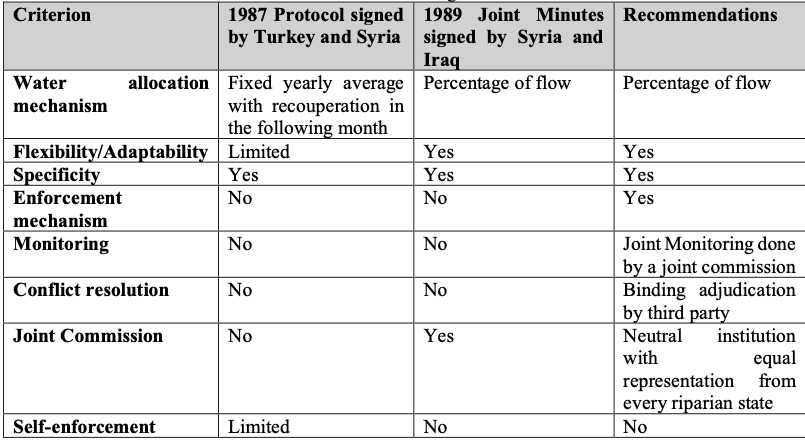 Criterion
1987 Protocol signed
by Turkey and Syria
1989 Joint Minutes
signed by Syria and
Iraq
Recommendations
Water allocation
mechanism
Fixed yearly average
with recouperation in
the following month
Percentage of flow
Percentage of flow
Flexibility/Adaptability
Limited
Yes
Yes
Specificity
Yes
Yes
Yes
Enforcement
mechanism
No
No
Yes
Monitoring
No
No
Joint Monitoring done
by a joint commission
Conflict resolution
No
No
Binding adjudication
by third party
Joint Commission
No
Yes
Neutral institution
with equal
representation from
every riparian state
Self-enforcement
Limited
No
No